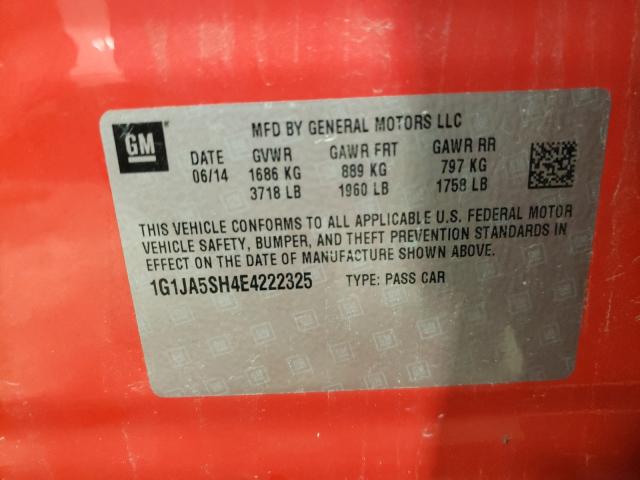 GM
MFD BY GENERAL MOTORS LLC
DATE GVWR GAWR FRT GAWR RR
06/14 1686 KG 889 KG 797 KG
3718 LB 1960 LB 1758 LB
THIS VEHICLE CONFORMS TO ALL APPLICABLE U.S. FEDERAL MOTOR
VEHICLE SAFETY, BUMPER, AND THEFT PREVENTION STANDARDS IN
EFFECT ON THE DATE OF MANUFACTURE SHOWN ABOVE.
1G1JA5SH4E4222325 TYPE: PASS CAR